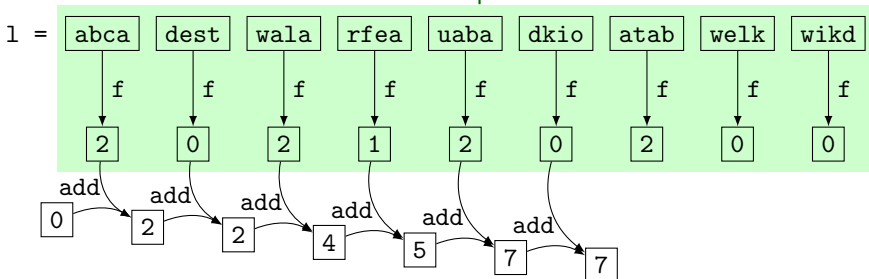 l = abca dest wala rfea uaba dkio atab welk wikd
f f f f f f f f f
2 0 2 1 2 0 2 0 0
add add add add add add
0 2 2 4 5 7 7